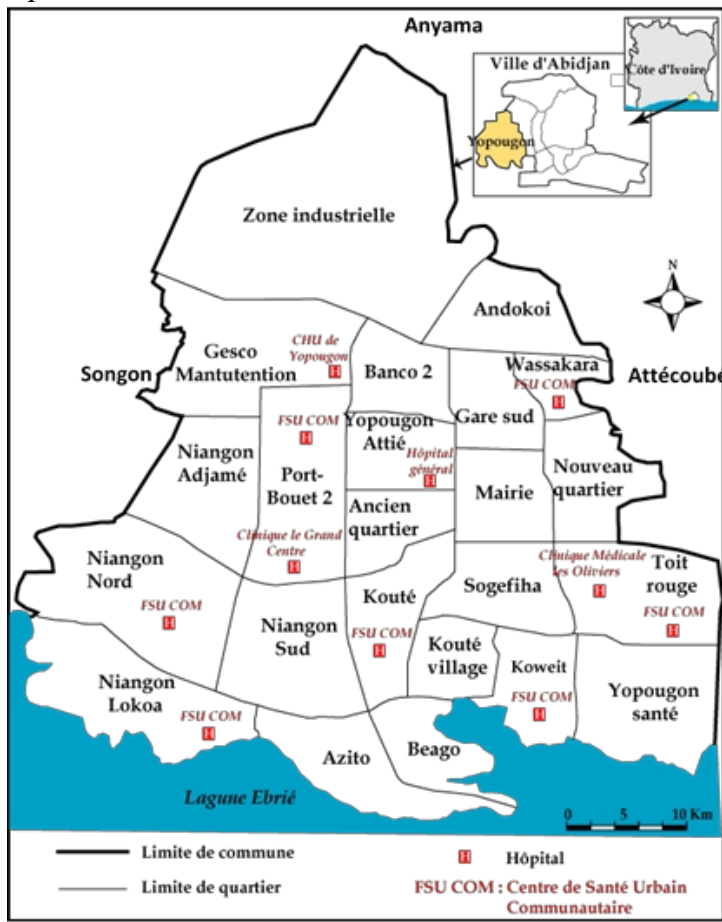 Anyama
Ville d'Abidjan
Côte d'Ivoire
Yopougon
Zone industrielle
N
Andokoi
CHU de
Yopougon
H
Gesco
Mantutention
Songon
Banco 2
Wassakara
FSU COM
H
Attécoubé
FSU COM
H
Yopougon
Attié
Gare sud
Niangon
Adjamé
Port-
Bouet 2
Hôpital
général
H
Mairie
Nouveau
quartier
Ancien
quartier
Clinique le Grand
Centre
H
Niangon
Nord
FSU COM
H
Niangon
Sud
Kouté
FSU COM
H
Sogefiha
Clinique Médicale
les Oliviers
H
Toit
rouge
FSU COM
H
Kouté
village
Koweit
FSU COM
H
Yopougon
santé
Niangon
Lokoa
FSU COM
H
Azito
Beago
Lagune Ebrié
0 5 10 Km
Limite de commune
Limite de quartier
H Hôpital
FSU COM : Centre de Santé Urbain
Communautaire